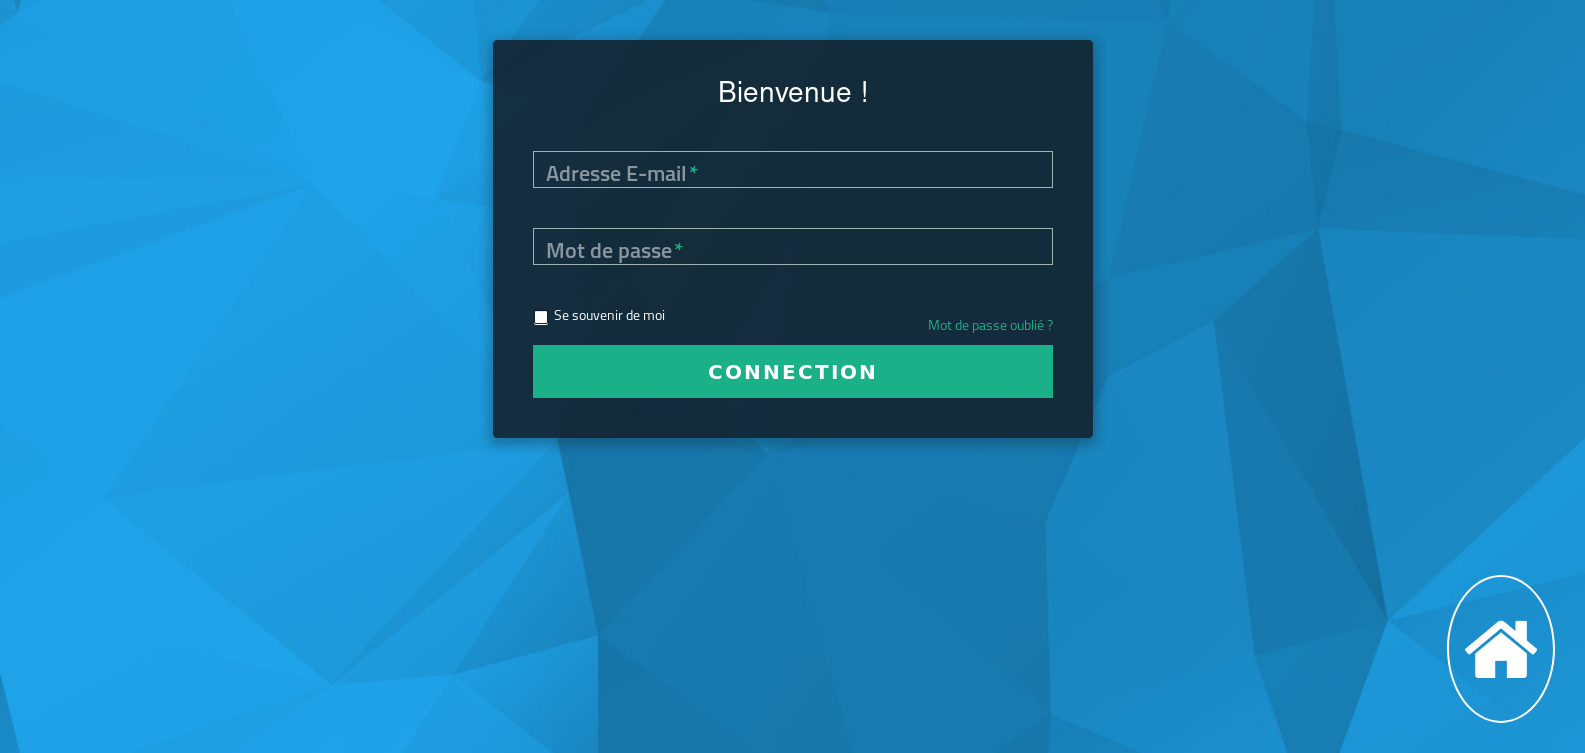 Bienvenue !
Adresse E-mail*
Mot de passe*
Se souvenir de moi
Mot de passe oublié ?
CONNECTION